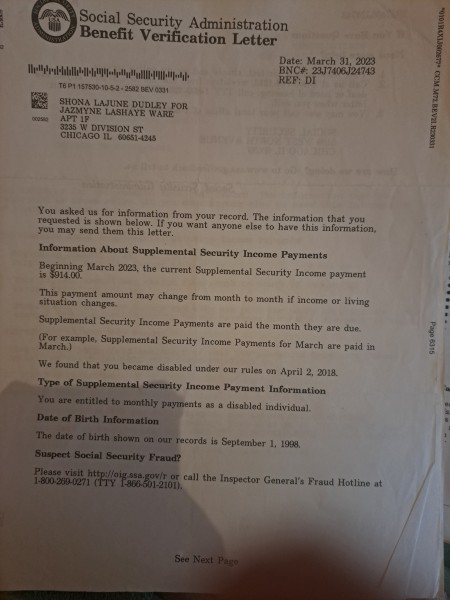 Social Security Administration
Benefit Verification Letter
Date: March 31, 2023
BNC#: 23J7406J24743
REF: DI
SHONA LAJUNE DUDLEY FOR
JAZMYNE LASHAYE WARE
APT 1F
3235 W DIVISION ST
CHICAGO IL 60651-4245
You asked us for information from your record. The information that you
requested is shown below. If you want anyone else to have this information,
you may send them this letter.
Information About Supplemental Security Income Payments
Beginning March 2023, the current Supplemental Security Income payment
is $914.00.
This payment amount may change from month to month if income or living
situation changes.
Supplemental Security Income Payments are paid the month they are due.
(For example, Supplemental Security Income Payments for March are paid in
March.)
We found that you became disabled under our rules on April 2, 2018.
Type of Supplemental Security Income Payment Information
You are entitled to monthly payments as a disabled individual.
Date of Birth Information
The date of birth shown on our records is September 1, 1998.
Suspect Social Security Fraud?
Please visit http://oig.ssa.gov/r or call the Inspector General's Fraud Hotline at
1-800-269-0271 (TTY 1-866-501-2101).
See Next Page